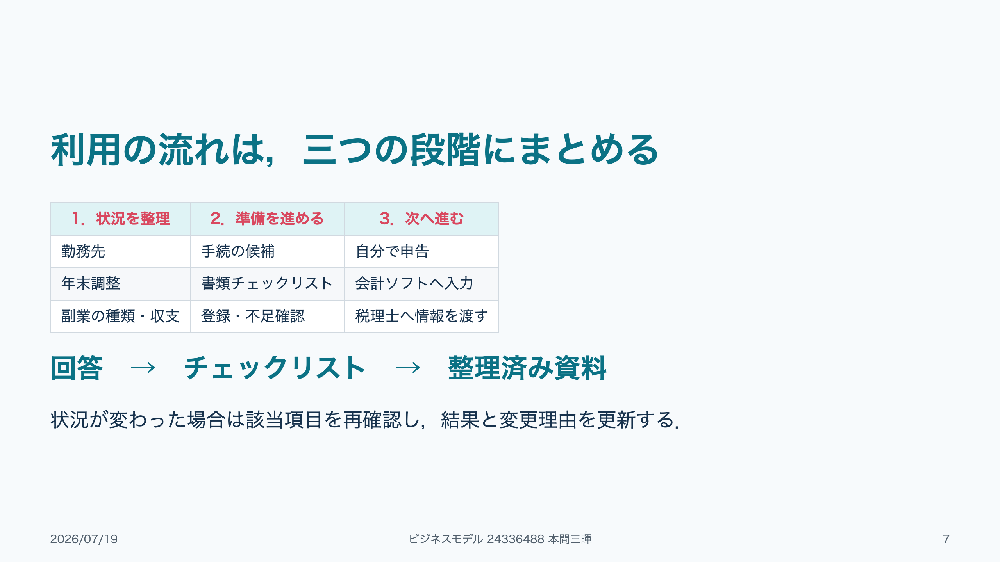 利用の流れは，三つの段階にまとめる
1．状況を整理 2．準備を進める 3．次へ進む
勤務先 手続の候補 自分で申告
年末調整 書類チェックリスト 会計ソフトへ入力
副業の種類・収支 登録・不足確認 税理士へ情報を渡す
回答　→　チェックリスト　→　整理済み資料
状況が変わった場合は該当項目を再確認し，結果と変更理由を更新する．
2026/07/19 ビジネスモデル 24336488 本間三暉 7